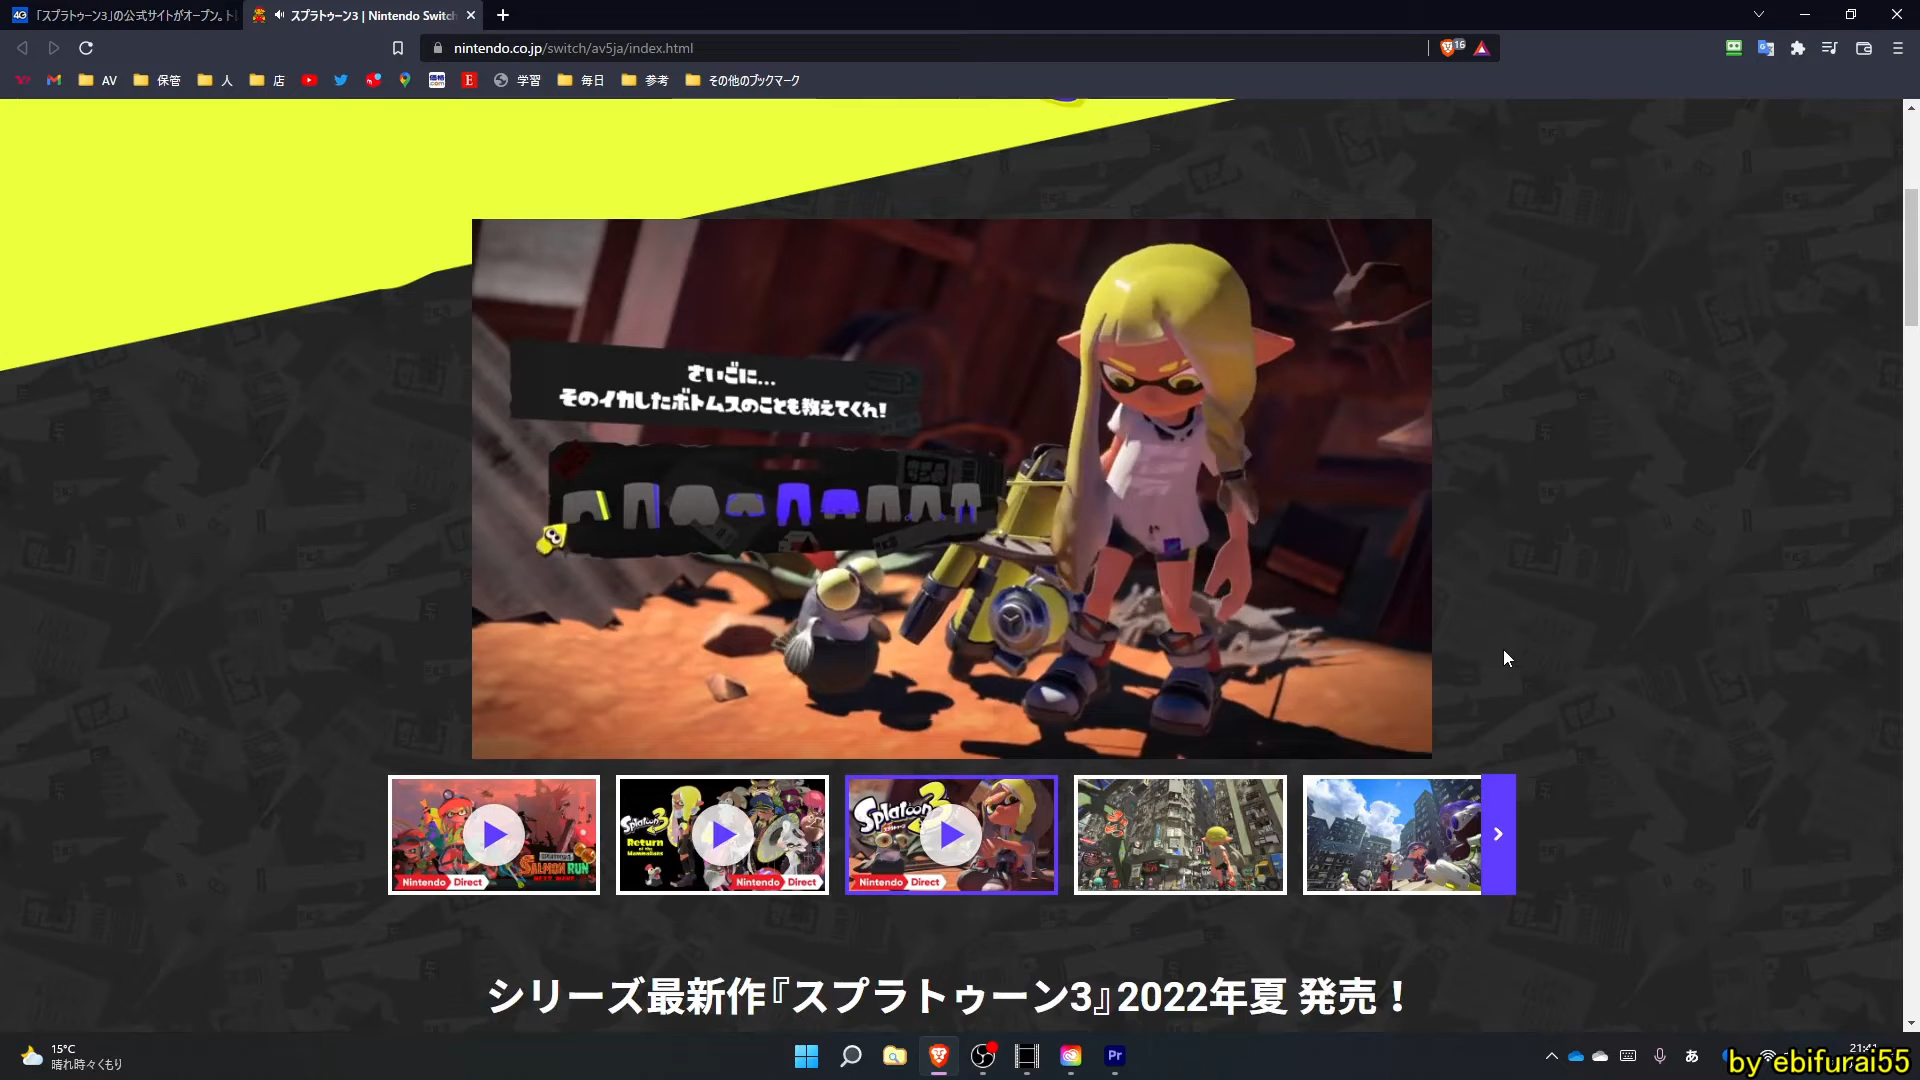 「スプラトゥーン3」の公式サイトがオープン。ト
スプラトゥーン3 | Nintendo Switch
nintendo.co.jp/switch/av5ja/index.html
16
AV
保管
人
店
学習
毎日
参考
その他のブックマーク
さいごに...
そのイカしたボトムスのことも教えてくれ!
Nintendo Direct
SALMON RUN
Splatoon 3
Return of the Mammalians
Nintendo Direct
Splatoon 3
Nintendo Direct
シリーズ最新作『スプラトゥーン3』2022年夏 発売！
15°C
晴れ時々くもり
Pr
あ
by ebifurai55